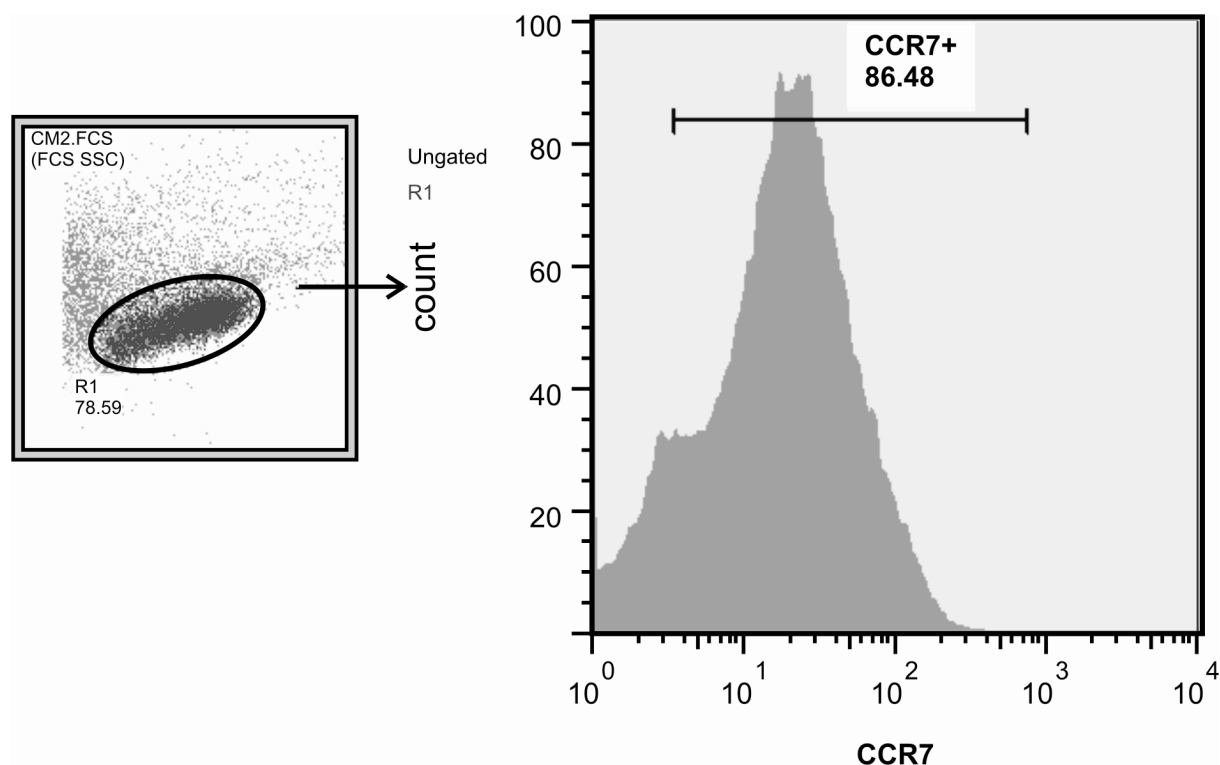 CM2.FCS
(FCS SSC)
R1
78.59
Ungated
R1
count
100
80
60
40
20
CCR7+
86.48
10^0 10^1 10^2 10^3 10^4
CCR7